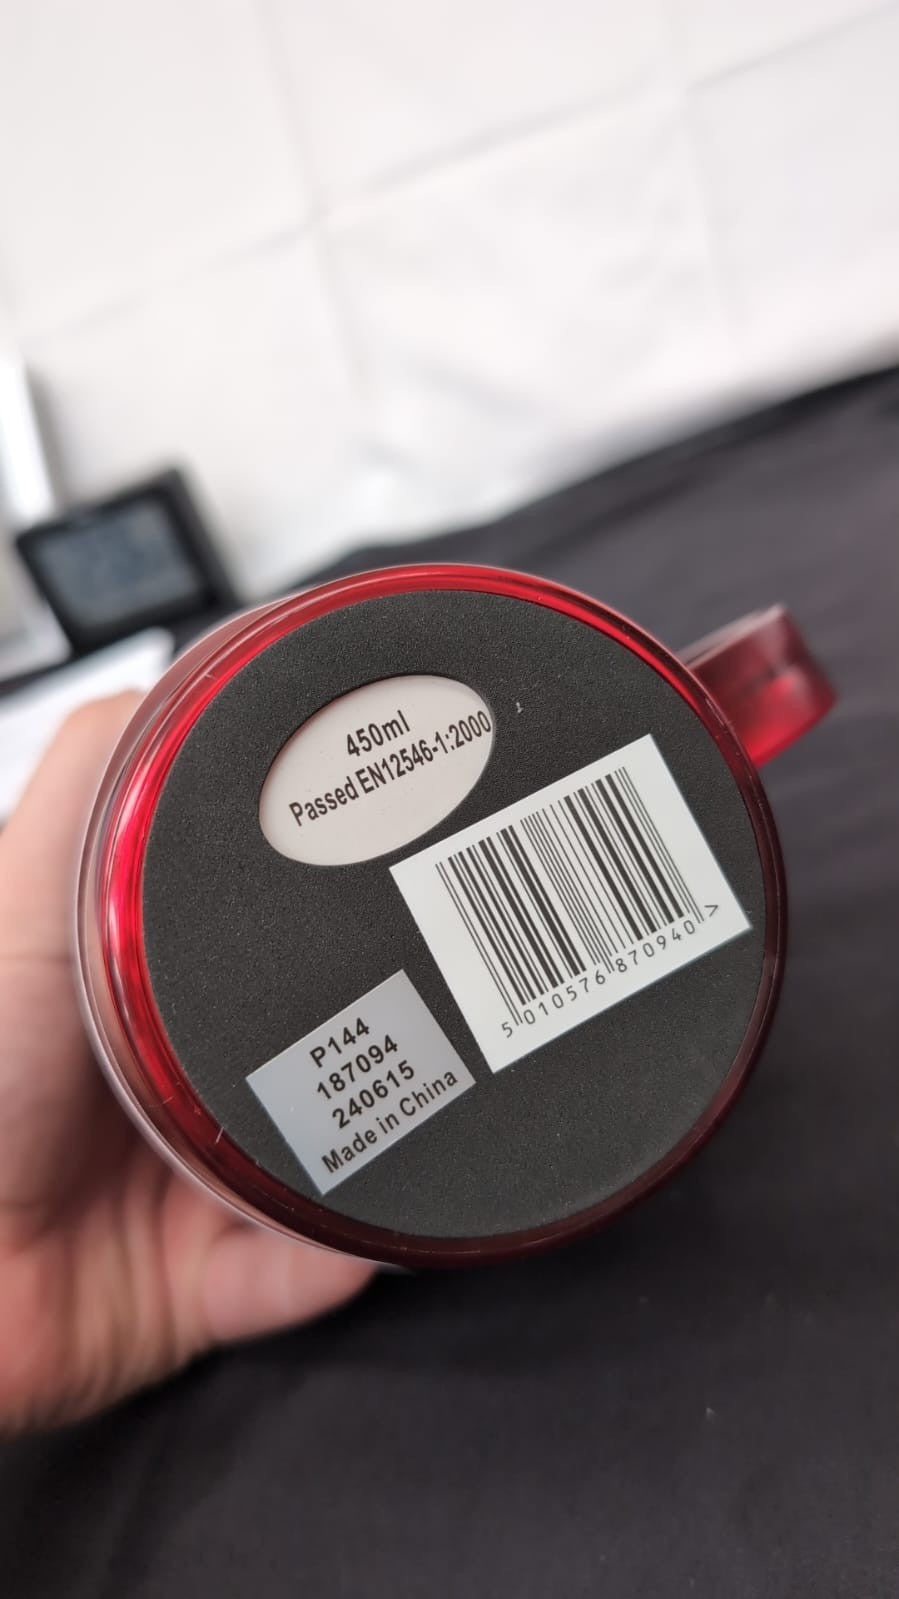 450ml
Passed EN12546-1:2000
5 010576 870940 >
P144
187094
240615
Made in China